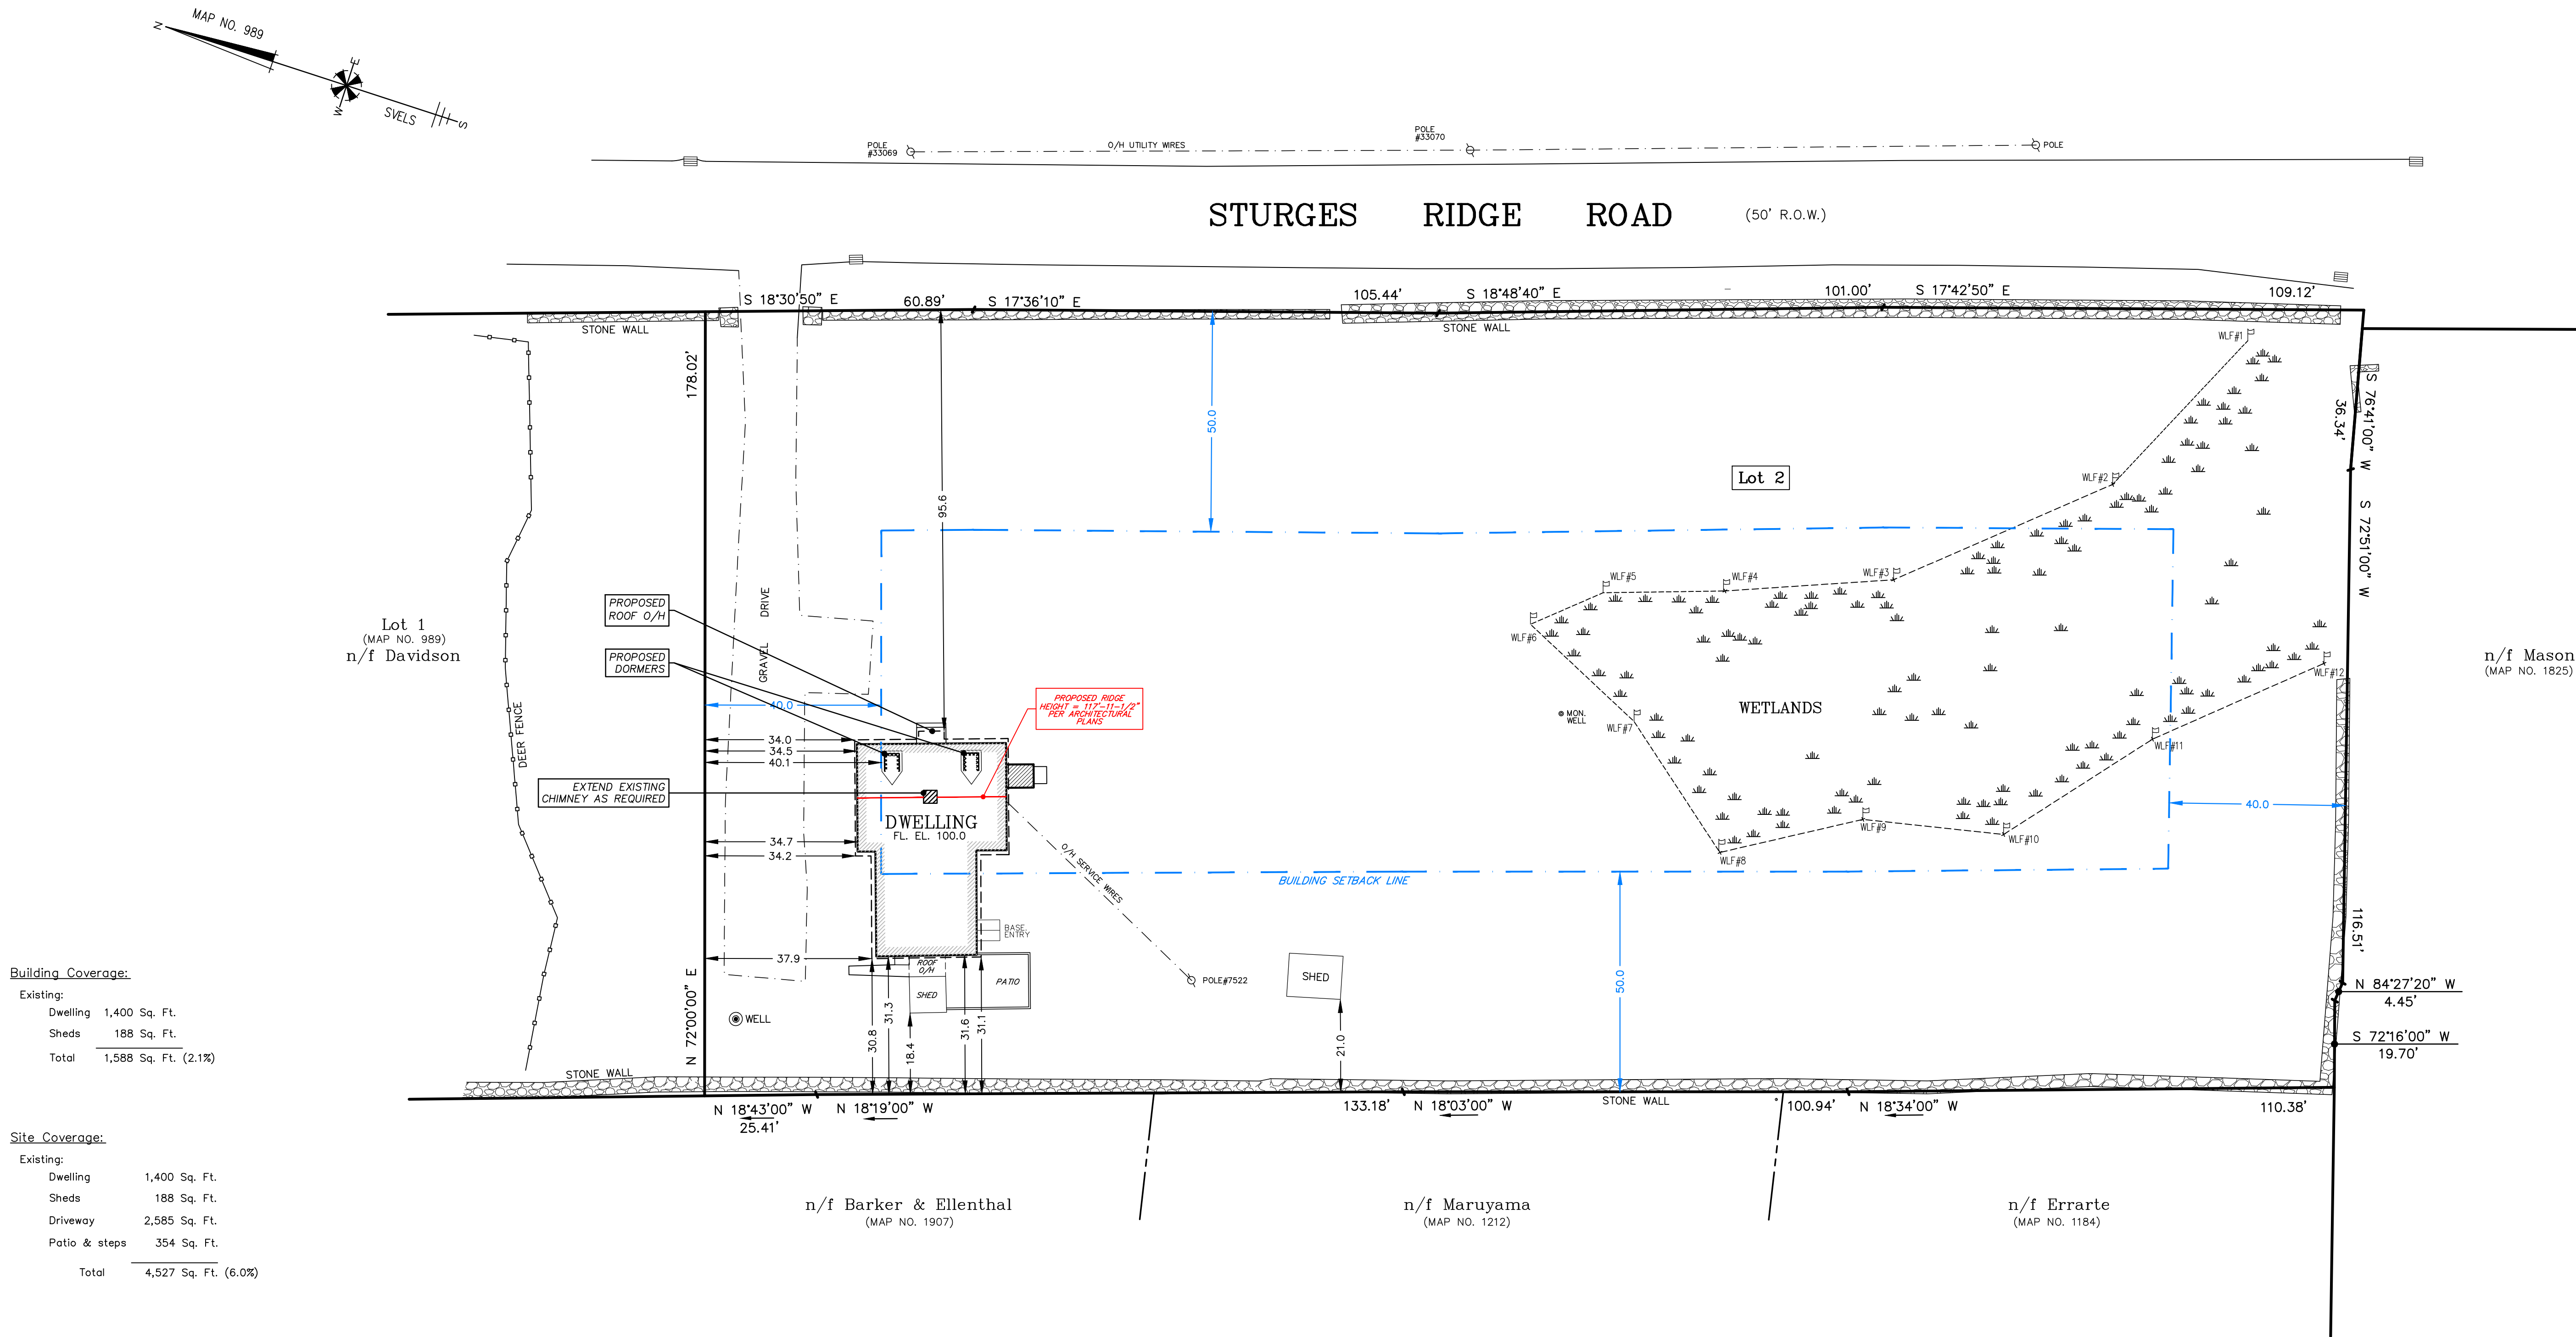 MAP NO. 989
N
E
W
SVELS
S
POLE
#33069
O/H UTILITY WIRES
POLE
#33070
POLE
STURGES RIDGE ROAD (50' R.O.W.)
S 18°30'50" E
60.89'
S 17°36'10" E
105.44'
S 18°48'40" E
101.00'
S 17°42'50" E
109.12'
STONE WALL
STONE WALL
178.02'
50.0
95.6
WLF#1
S 76°41'00" W
36.34'
S 72°51'00" W
Lot 2
WLF#2
WLF#3
WLF#4
WLF#5
WLF#6
WLF#7
WLF#8
WLF#9
WLF#10
WLF#11
WLF#12
WETLANDS
MON.
WELL
Lot 1
(MAP NO. 989)
n/f Davidson
DEER FENCE
GRAVEL DRIVE
PROPOSED
ROOF O/H
PROPOSED
DORMERS
EXTEND EXISTING
CHIMNEY AS REQUIRED
PROPOSED RIDGE
HEIGHT = 117'-11-1/2"
PER ARCHITECTURAL
PLANS
n/f Mason
(MAP NO. 1825)
40.0
34.0
34.5
40.1
34.7
34.2
37.9
DWELLING
FL. EL. 100.0
O/H SERVICE WIRES
BUILDING SETBACK LINE
40.0
BASE.
ENTRY
ROOF
O/H
SHED
PATIO
POLE#7522
SHED
WELL
30.8
31.3
18.4
31.6
31.1
21.0
50.0
116.51'
N 84°27'20" W
4.45'
S 72°16'00" W
19.70'
N 72°00'00" E
STONE WALL
N 18°43'00" W
25.41'
N 18°19'00" W
133.18'
N 18°03'00" W
STONE WALL
100.94'
N 18°34'00" W
110.38'
n/f Barker & Ellenthal
(MAP NO. 1907)
n/f Maruyama
(MAP NO. 1212)
n/f Errarte
(MAP NO. 1184)
Building Coverage:
Existing:
Dwelling 1,400 Sq. Ft.
Sheds 188 Sq. Ft.
Total 1,588 Sq. Ft. (2.1%)
Site Coverage:
Existing:
Dwelling 1,400 Sq. Ft.
Sheds 188 Sq. Ft.
Driveway 2,585 Sq. Ft.
Patio & steps 354 Sq. Ft.
Total 4,527 Sq. Ft. (6.0%)